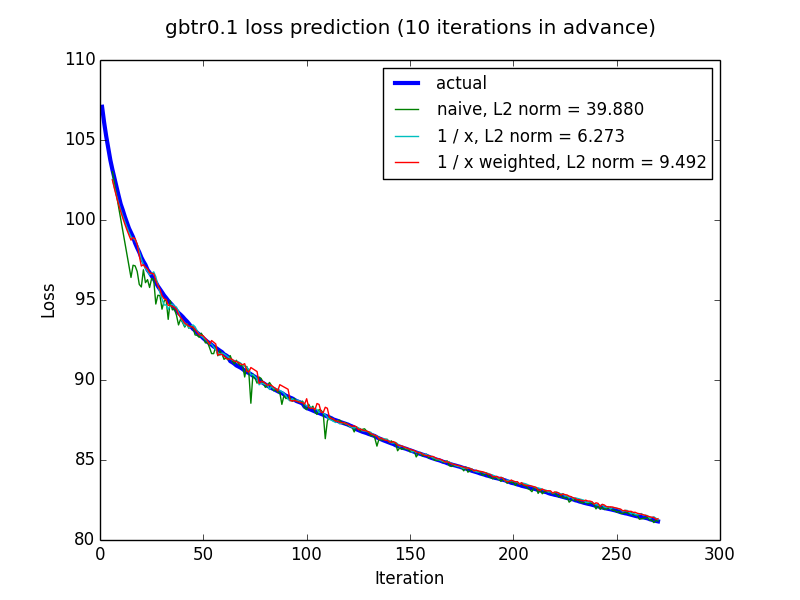 gbtr0.1 loss prediction (10 iterations in advance)
110
105
100
95
90
85
80
Loss
actual
naive, L2 norm = 39.880
1 / x, L2 norm = 6.273
1 / x weighted, L2 norm = 9.492
0 50 100 150 200 250 300
Iteration